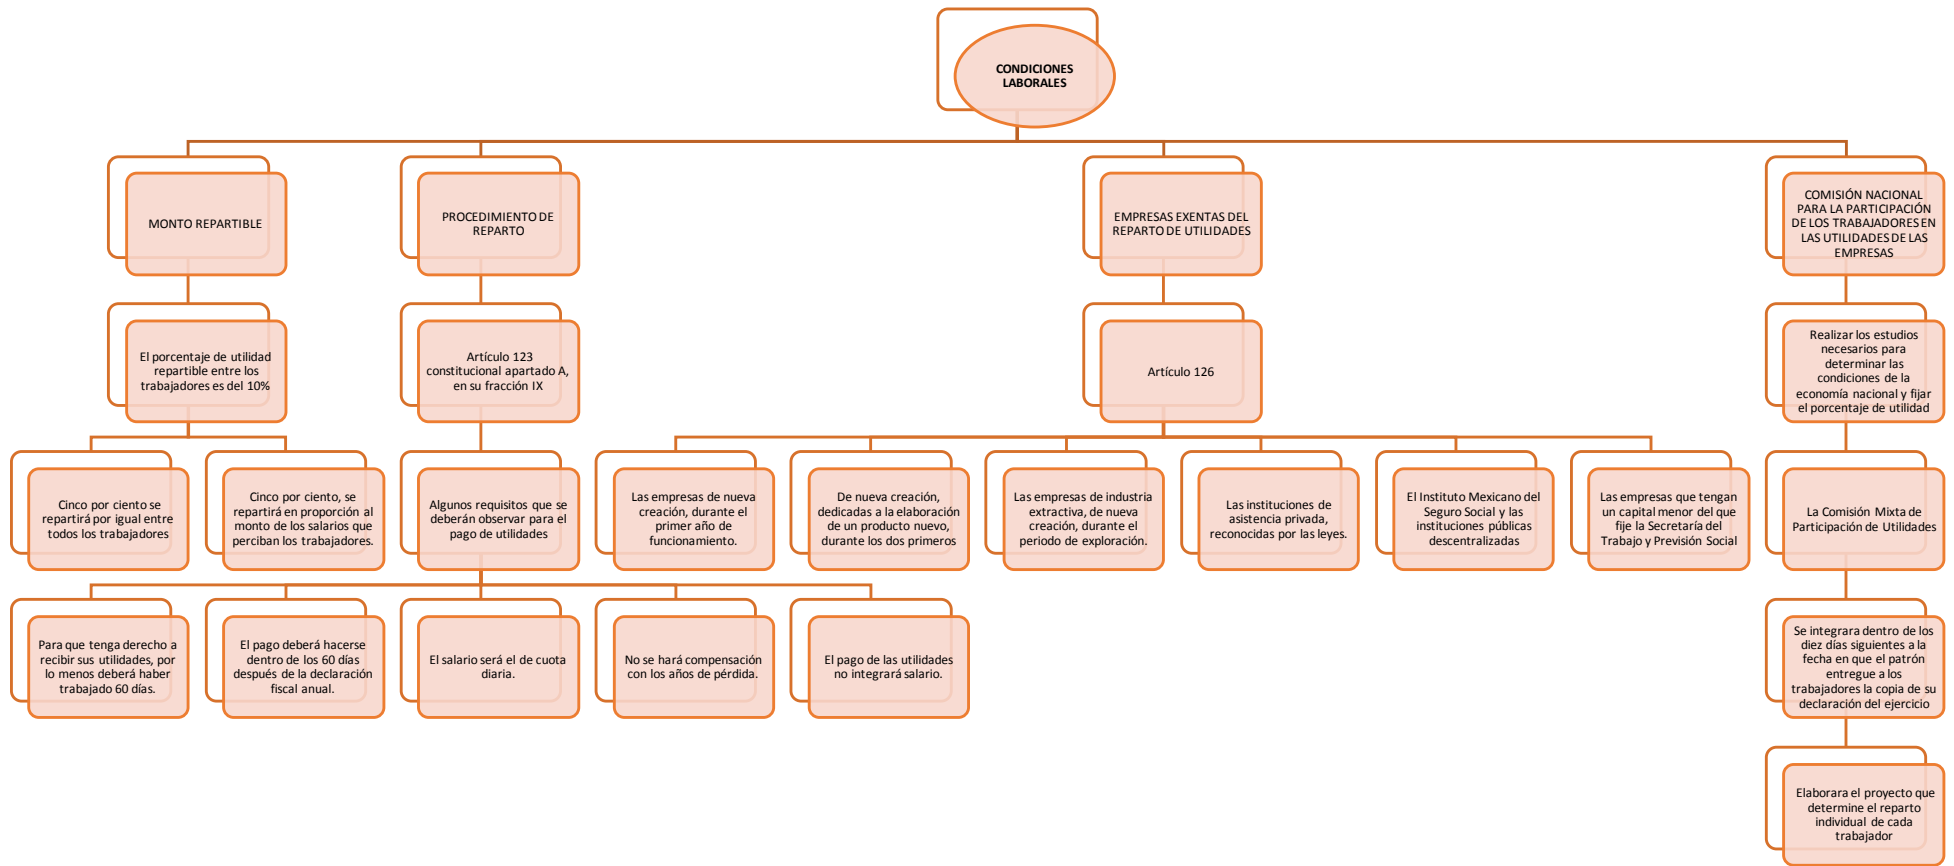 CONDICIONES
LABORALES
MONTO REPARTIBLE
PROCEDIMIENTO DE
REPARTO
EMPRESAS EXENTAS DEL
REPARTO DE UTILIDADES
COMISIÓN NACIONAL
PARA LA PARTICIPACIÓN
DE LOS TRABAJADORES EN
LAS UTILIDADES DE LAS
EMPRESAS
El porcentaje de utilidad
repartible entre los
trabajadores es del 10%
Artículo 123
constitucional apartado A,
en su fracción IX
Artículo 126
Realizar los estudios
necesarios para
determinar las
condiciones de la
economía nacional y fijar
el porcentaje de utilidad
Cinco por ciento se
repartirá por igual entre
todos los trabajadores
Cinco por ciento, se
repartirá en proporción al
monto de los salarios que
perciban los trabajadores.
Algunos requisitos que se
deberán observar para el
pago de utilidades
Las empresas de nueva
creación, durante el
primer año de
funcionamiento.
De nueva creación,
dedicadas a la elaboración
de un producto nuevo,
durante los dos primeros
Las empresas de industria
extractiva, de nueva
creación, durante el
periodo de exploración.
Las instituciones de
asistencia privada,
reconocidas por las leyes.
El Instituto Mexicano del
Seguro Social y las
instituciones públicas
descentralizadas
Las empresas que tengan
un capital menor del que
fije la Secretaría del
Trabajo y Previsión Social
La Comisión Mixta de
Participación de Utilidades
Para que tenga derecho a
recibir sus utilidades, por
lo menos deberá haber
trabajado 60 días.
El pago deberá hacerse
dentro de los 60 días
después de la declaración
fiscal anual.
El salario será el de cuota
diaria.
No se hará compensación
con los años de pérdida.
El pago de las utilidades
no integrará salario.
Se integrara dentro de los
diez días siguientes a la
fecha en que el patrón
entregue a los
trabajadores la copia de su
declaración del ejercicio
Elaborara el proyecto que
determine el reparto
individual de cada
trabajador